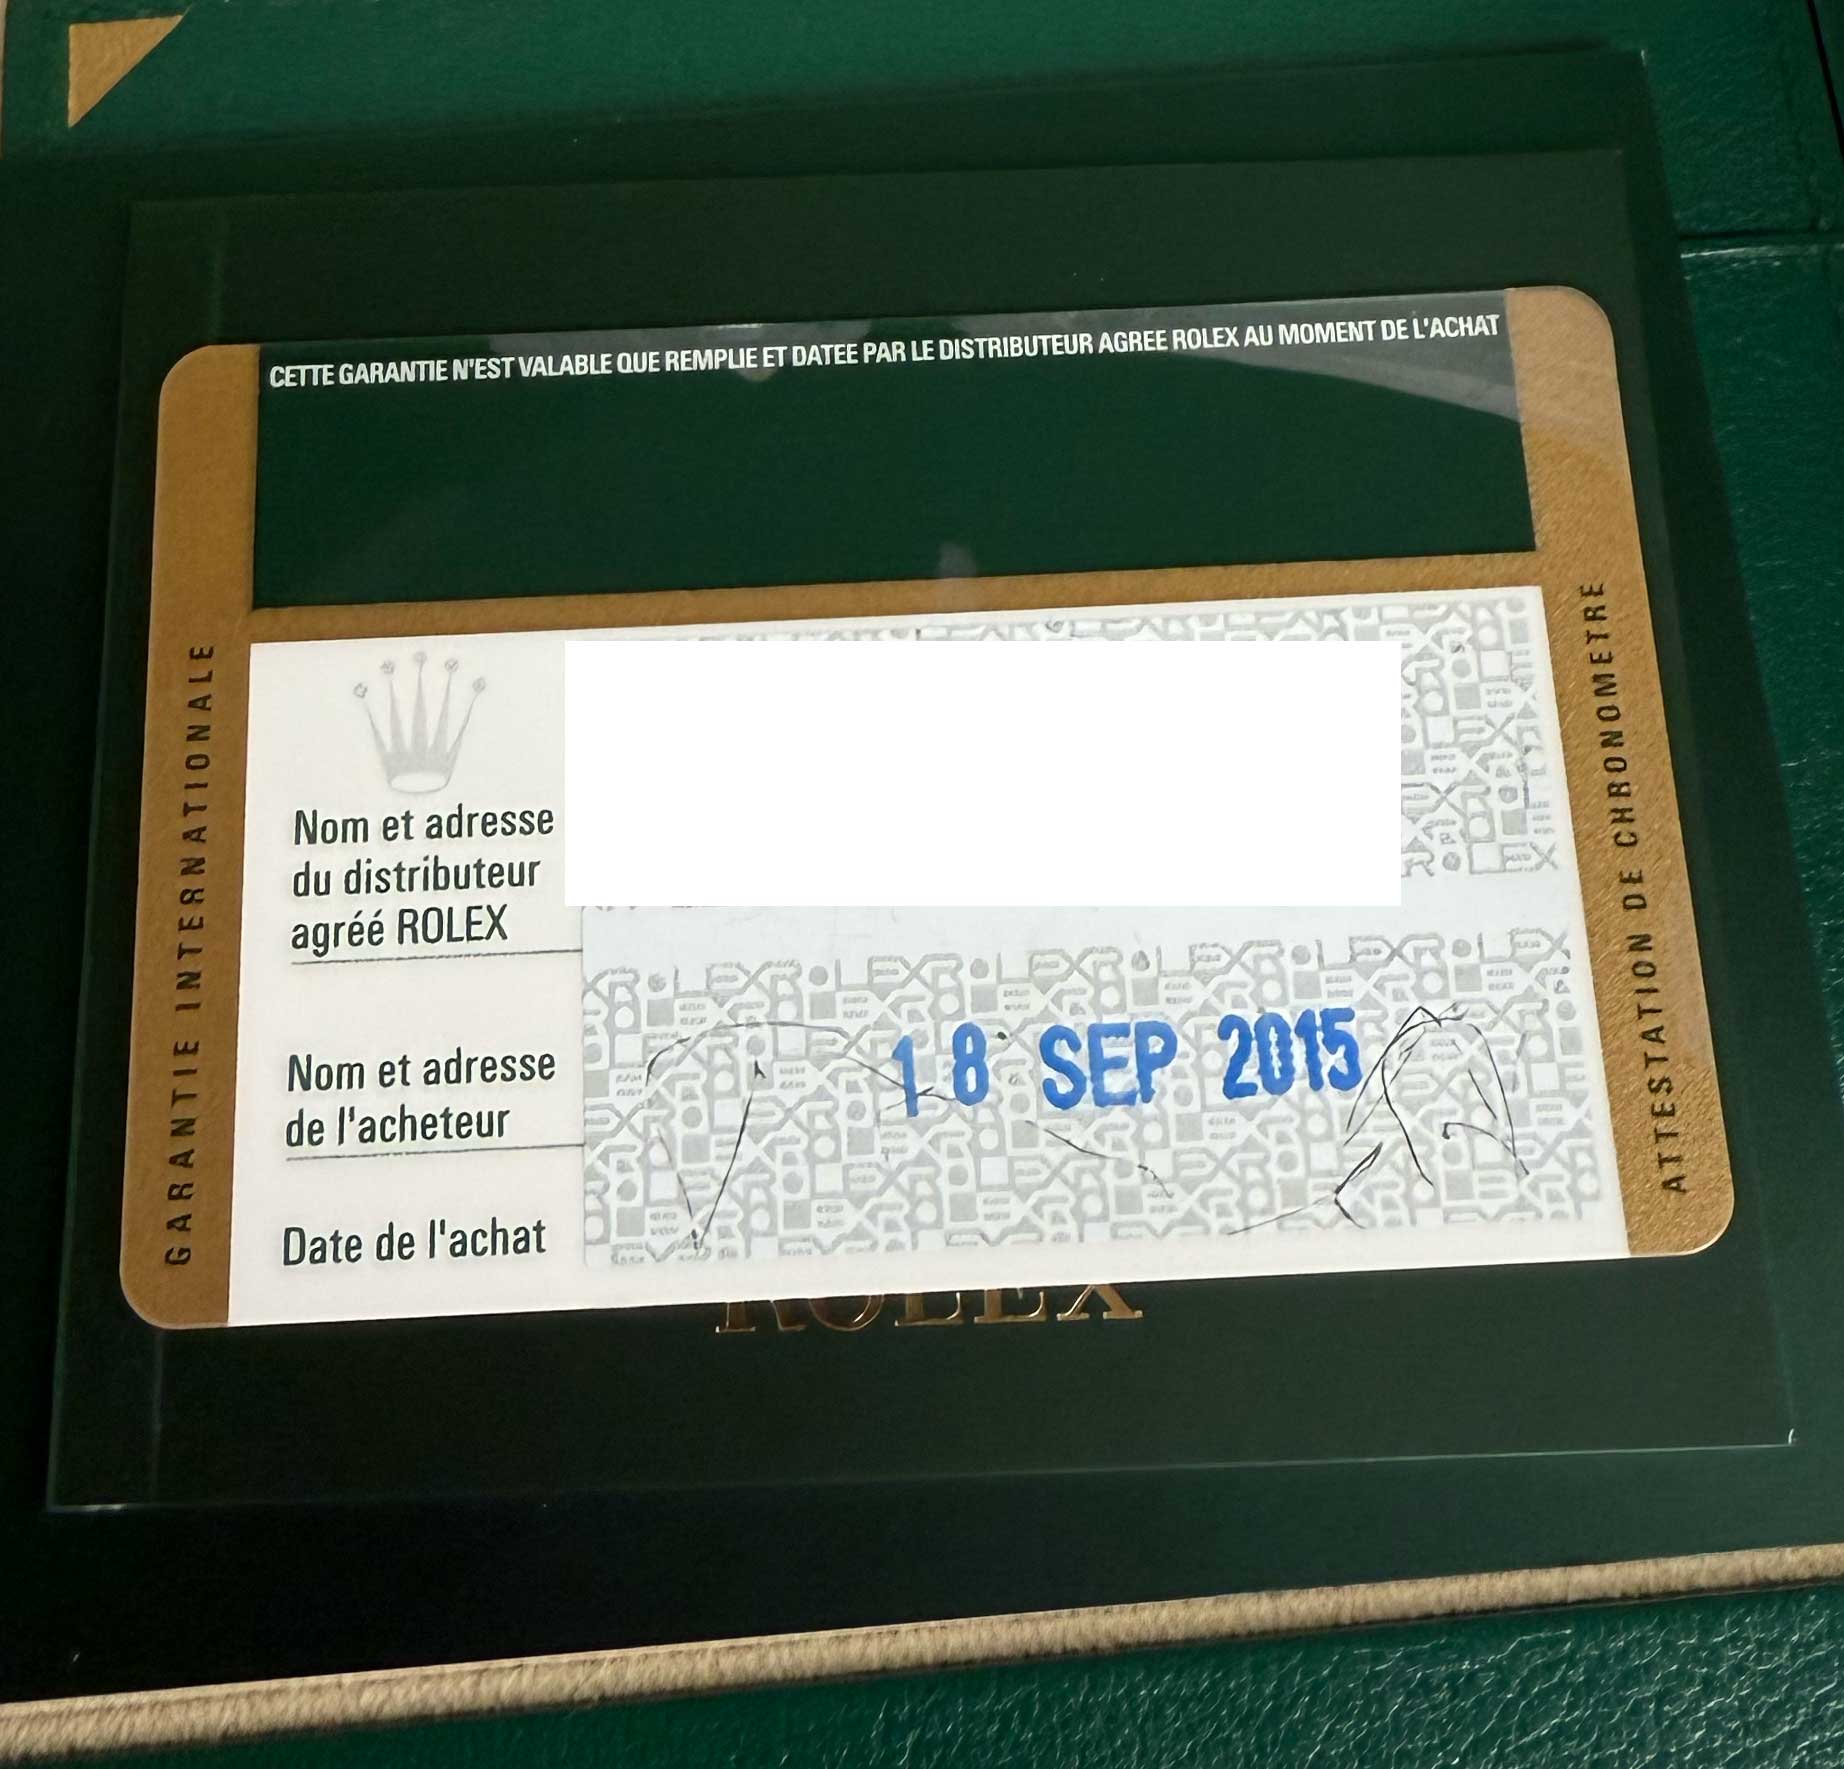 CETTE GARANTIE N'EST VALABLE QUE REMPLIE ET DATEE PAR LE DISTRIBUTEUR AGREE ROLEX AU MOMENT DE L'ACHAT
GARANTIE INTERNATIONALE
Nom et adresse
du distributeur
agréé ROLEX
Nom et adresse
de l'acheteur
18 SEP 2015
Date de l'achat
ATTESTATION DE CHRONOMETRE
ROLEX